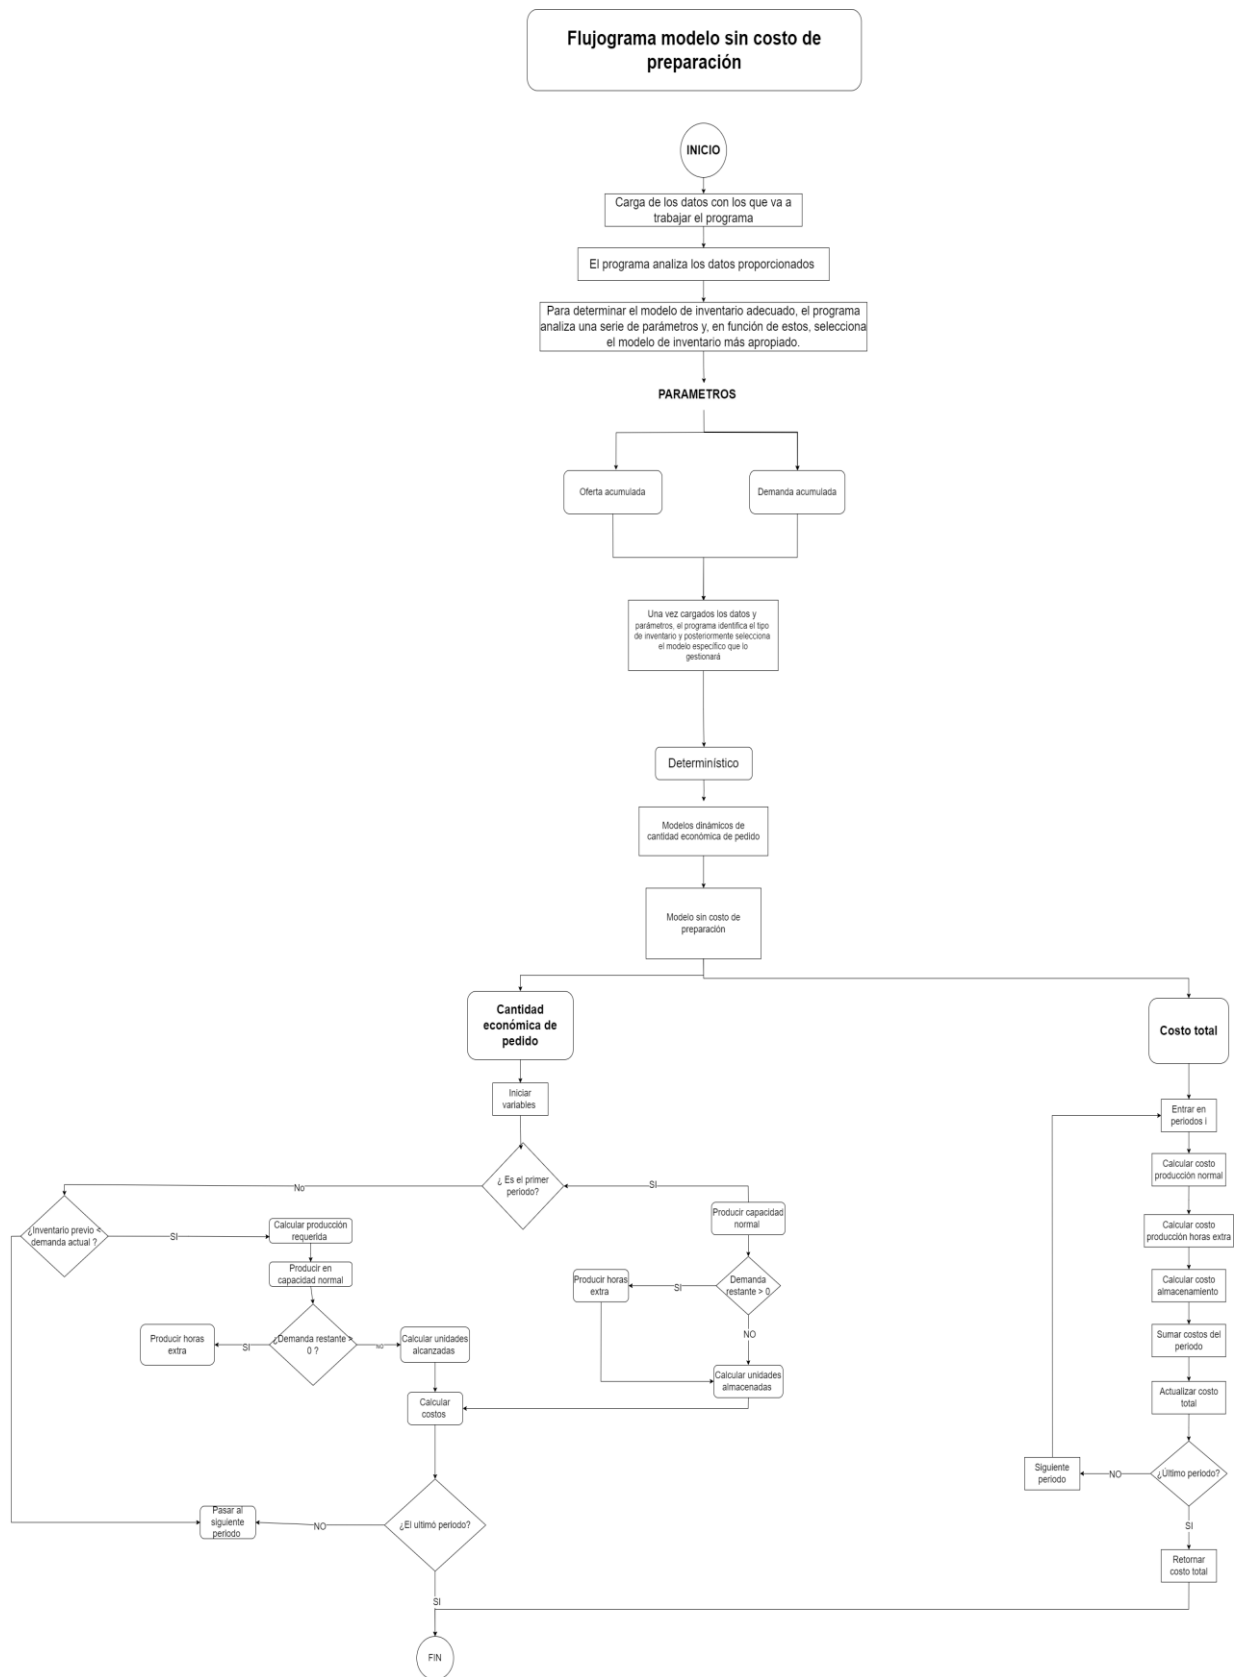 Flujograma modelo sin costo de
preparación
INICIO
Carga de los datos con los que va a
trabajar el programa
El programa analiza los datos proporcionados
Para determinar el modelo de inventario adecuado, el programa
analiza una serie de parámetros y, en función de estos, selecciona
el modelo de inventario más apropiado.
PARAMETROS
Oferta acumulada
Demanda acumulada
Una vez cargados los datos y
parámetros, el programa identifica el tipo
de inventario y posteriormente selecciona
el modelo específico que lo
gestionará
Determinístico
Modelos dinámicos de
cantidad económica de pedido
Modelo sin costo de
preparación
Cantidad
económica de
pedido
Iniciar
variables
¿ Es el primer
periodo?
No
SI
¿Inventario previo <
demanda actual ?
SI
Calcular producción
requerida
Producir en
capacidad normal
¿Demanda restante >
0 ?
SI
Producir horas
extra
NO
Calcular unidades
alcanzadas
Calcular
costos
Producir capacidad
normal
Demanda
restante > 0
SI
Producir horas
extra
NO
Calcular unidades
almacenadas
¿El ultimó periodo?
NO
Pasar al
siguiente
periodo
SI
FIN
Costo total
Entrar en
periodos i
Calcular costo
producción normal
Calcular costo
producción horas extra
Calcular costo
almacenamiento
Sumar costos del
periodo
Actualizar costo
total
¿Último periodo?
NO
Siguiente
periodo
SI
Retornar
costo total